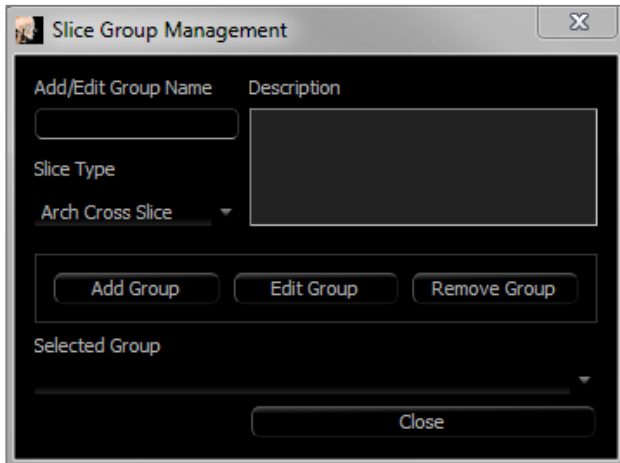 Slice Group Management
Add/Edit Group Name
Description
Slice Type
Arch Cross Slice
Add Group
Edit Group
Remove Group
Selected Group
Close